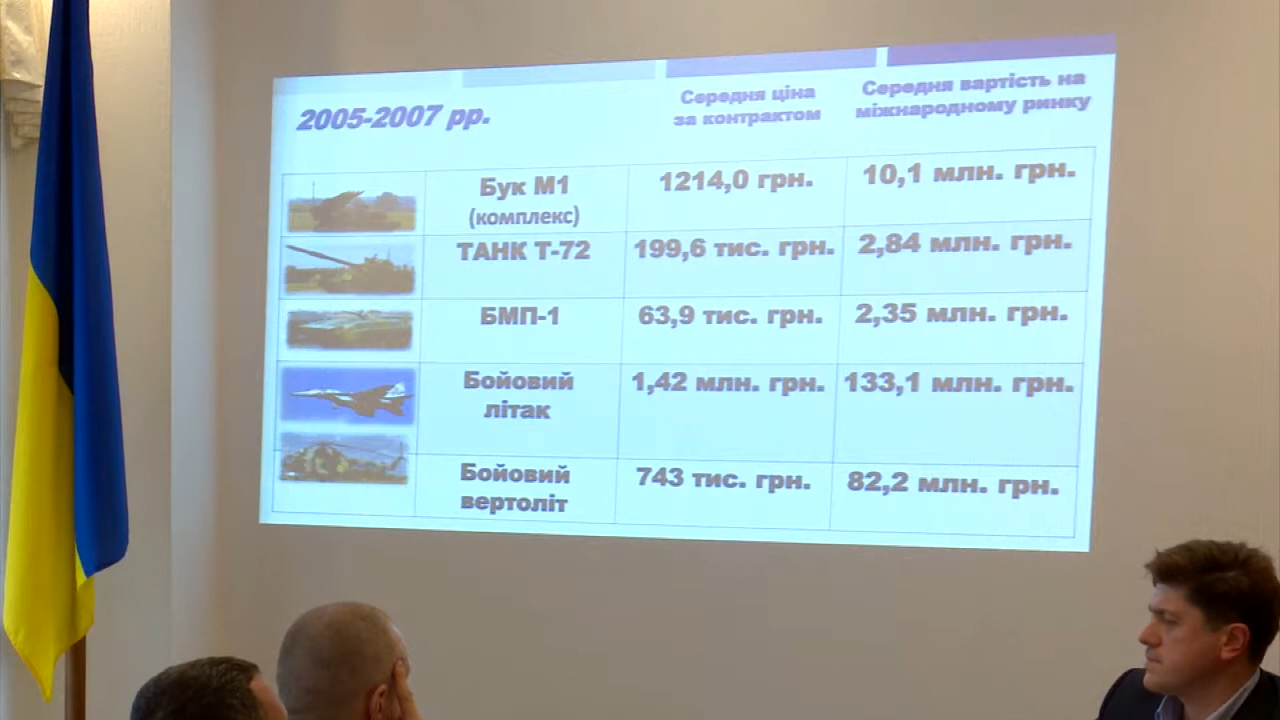 2005-2007 рр.
Середня ціна
за контрактом
Середня вартість на
міжнародному ринку
Бук М1
(комплекс)
1214,0 грн.
10,1 млн. грн.
ТАНК Т-72
199,6 тис. грн.
2,84 млн. грн.
БМП-1
63,9 тис. грн.
2,35 млн. грн.
Бойовий
літак
1,42 млн. грн.
133,1 млн. грн.
Бойовий
вертоліт
743 тис. грн.
82,2 млн. грн.